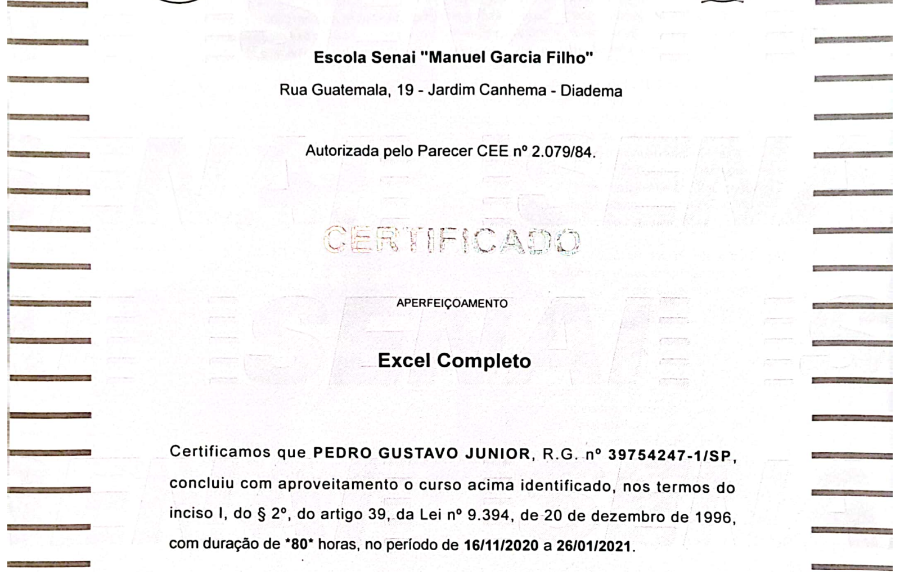 Escola Senai "Manuel Garcia Filho"
Rua Guatemala, 19 - Jardim Canhema - Diadema
Autorizada pelo Parecer CEE nº 2.079/84.
CERTIFICADO
APERFEIÇOAMENTO
Excel Completo
Certificamos que PEDRO GUSTAVO JUNIOR, R.G. nº 39754247-1/SP,
concluiu com aproveitamento o curso acima identificado, nos termos do
inciso I, do § 2º, do artigo 39, da Lei nº 9.394, de 20 de dezembro de 1996,
com duração de *80* horas, no período de 16/11/2020 a 26/01/2021.